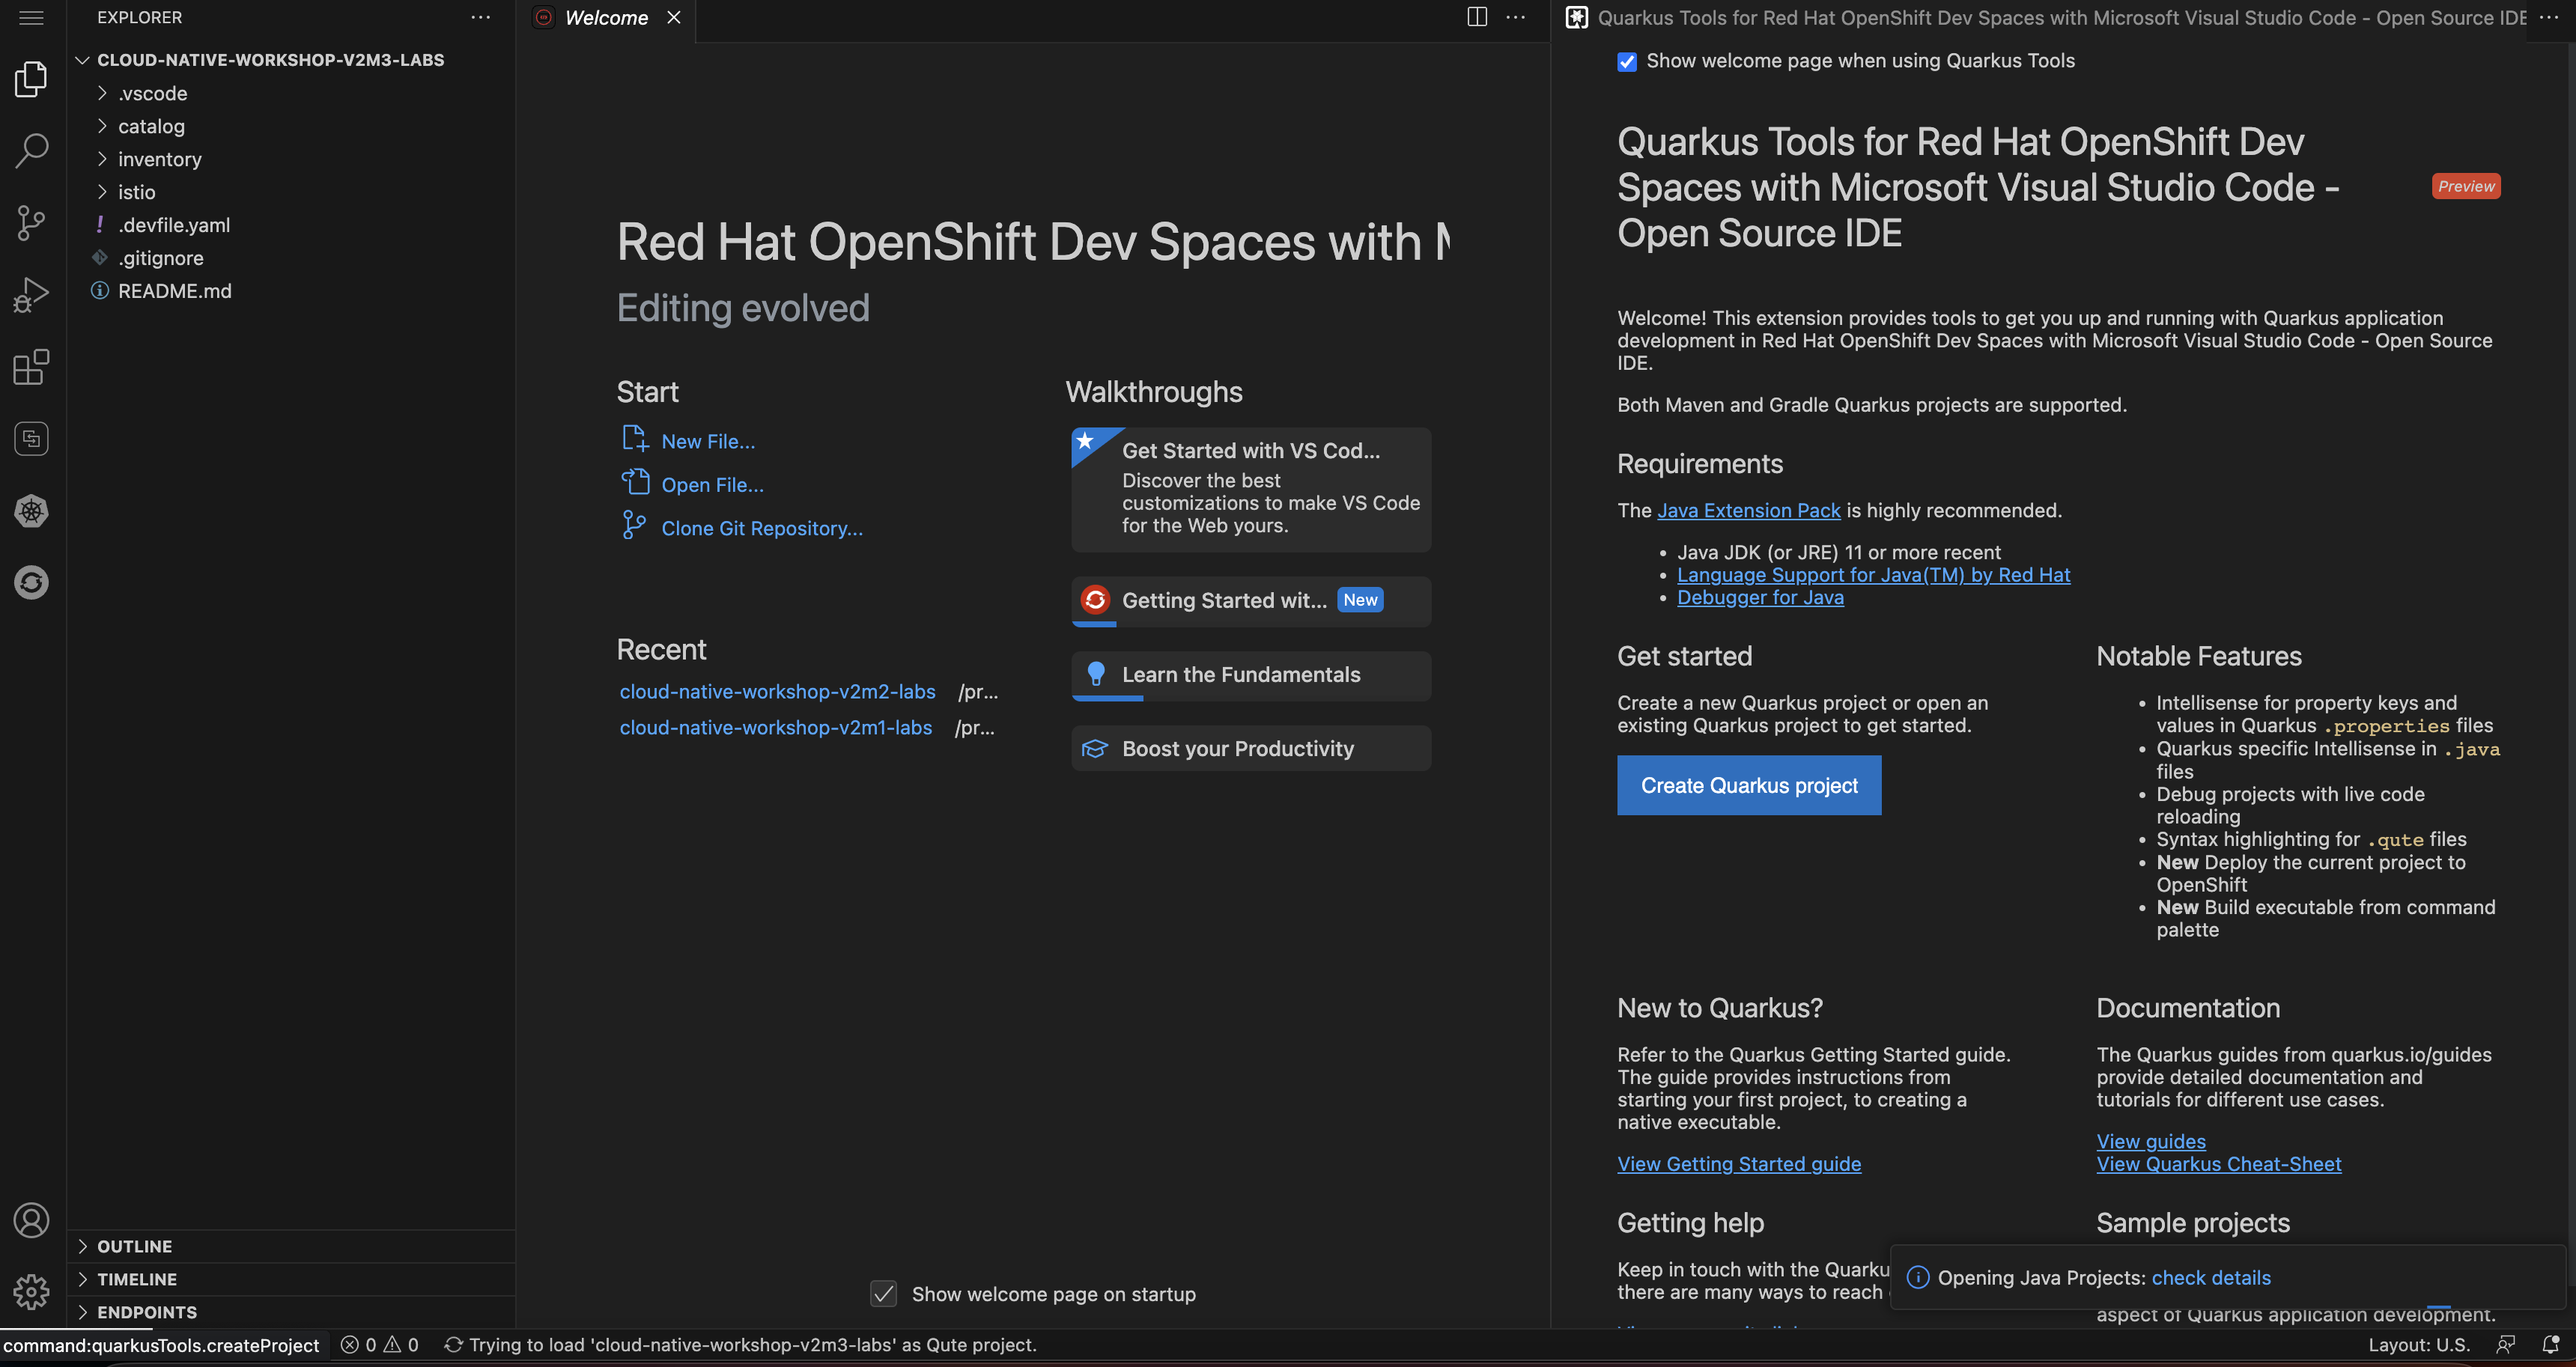 EXPLORER
CLOUD-NATIVE-WORKSHOP-V2M3-LABS
.vscode
catalog
inventory
istio
.devfile.yaml
.gitignore
README.md
OUTLINE
TIMELINE
ENDPOINTS
Welcome
Red Hat OpenShift Dev Spaces with
Editing evolved
Start
New File...
Open File...
Clone Git Repository...
Recent
cloud-native-workshop-v2m2-labs /pr...
cloud-native-workshop-v2m1-labs /pr...
Walkthroughs
Get Started with VS Cod...
Discover the best
customizations to make VS Code
for the Web yours.
Getting Started wit... New
Learn the Fundamentals
Boost your Productivity
Show welcome page on startup
Quarkus Tools for Red Hat OpenShift Dev Spaces with Microsoft Visual Studio Code - Open Source IDE
Show welcome page when using Quarkus Tools
Quarkus Tools for Red Hat OpenShift Dev
Spaces with Microsoft Visual Studio Code -
Open Source IDE
Preview
Welcome! This extension provides tools to get you up and running with Quarkus application
development in Red Hat OpenShift Dev Spaces with Microsoft Visual Studio Code - Open Source
IDE.
Both Maven and Gradle Quarkus projects are supported.
Requirements
The Java Extension Pack is highly recommended.
• Java JDK (or JRE) 11 or more recent
• Language Support for Java(TM) by Red Hat
• Debugger for Java
Get started
Create a new Quarkus project or open an
existing Quarkus project to get started.
Create Quarkus project
Notable Features
• Intellisense for property keys and
values in Quarkus .properties files
• Quarkus specific Intellisense in .java
files
• Debug projects with live code
reloading
• Syntax highlighting for .qute files
• New Deploy the current project to
OpenShift
• New Build executable from command
palette
New to Quarkus?
Refer to the Quarkus Getting Started guide.
The guide provides instructions from
starting your first project, to creating a
native executable.
View Getting Started guide
Documentation
The Quarkus guides from quarkus.io/guides
provide detailed documentation and
tutorials for different use cases.
View guides
View Quarkus Cheat-Sheet
Getting help
Keep in touch with the Quarku
there are many ways to reach
Sample projects
aspect of Quarkus application development.
Opening Java Projects: check details
command:quarkusTools.createProject
0 0
Trying to load 'cloud-native-workshop-v2m3-labs' as Qute project.
Layout: U.S.